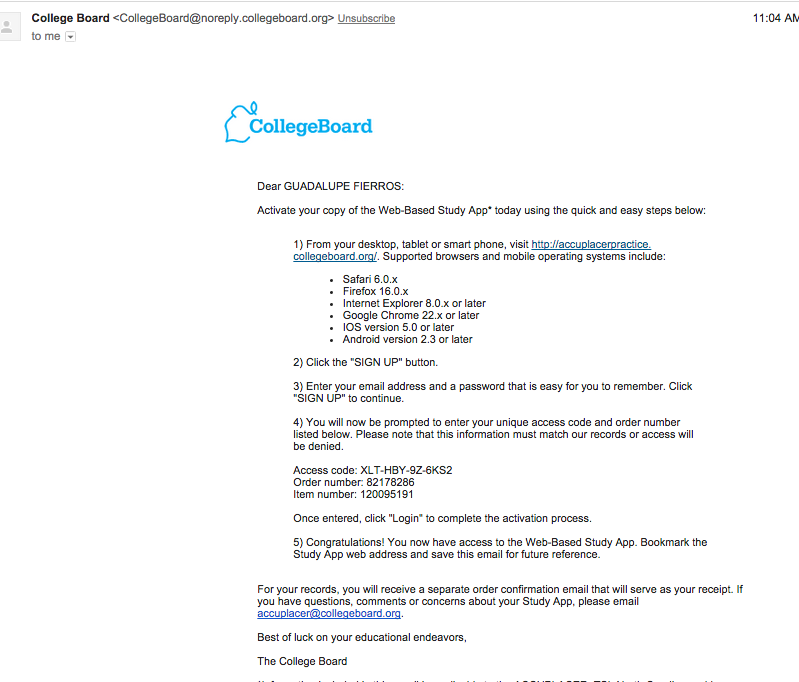 College Board <CollegeBoard@noreply.collegeboard.org> Unsubscribe 11:04 AM
to me
CollegeBoard
Dear GUADALUPE FIERROS:
Activate your copy of the Web-Based Study App* today using the quick and easy steps below:
1) From your desktop, tablet or smart phone, visit http://accuplacerpractice.
collegeboard.org/. Supported browsers and mobile operating systems include:
• Safari 6.0.x
• Firefox 16.0.x
• Internet Explorer 8.0.x or later
• Google Chrome 22.x or later
• IOS version 5.0 or later
• Android version 2.3 or later
2) Click the "SIGN UP" button.
3) Enter your email address and a password that is easy for you to remember. Click
"SIGN UP" to continue.
4) You will now be prompted to enter your unique access code and order number
listed below. Please note that this information must match our records or access will
be denied.
Access code: XLT-HBY-9Z-6KS2
Order number: 82178286
Item number: 120095191
Once entered, click "Login" to complete the activation process.
5) Congratulations! You now have access to the Web-Based Study App. Bookmark the
Study App web address and save this email for future reference.
For your records, you will receive a separate order confirmation email that will serve as your receipt. If
you have questions, comments or concerns about your Study App, please email
accuplacer@collegeboard.org.
Best of luck on your educational endeavors,
The College Board